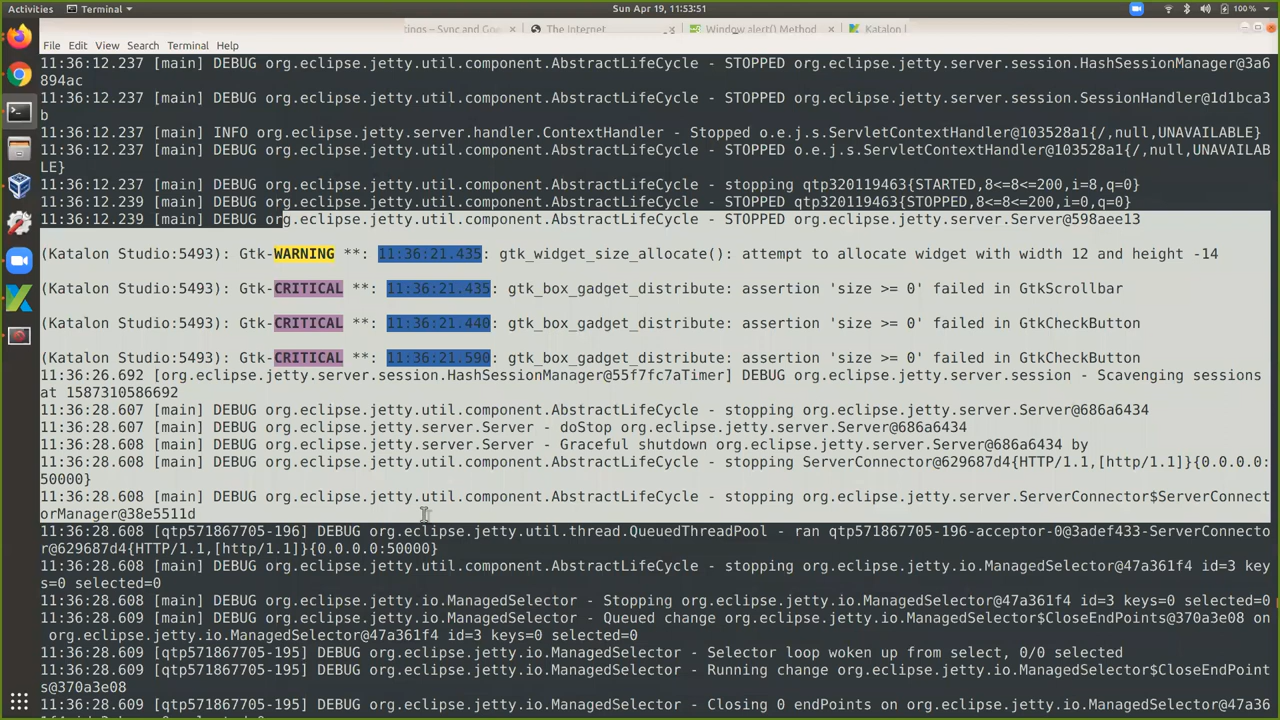 Activities Terminal Sun Apr 19, 11:53:51 100 %
ions – Sync and Go The Internet Window alert() Method Katalon
File Edit View Search Terminal Help
11:36:12.237 [main] DEBUG org.eclipse.jetty.util.component.AbstractLifeCycle - STOPPED org.eclipse.jetty.server.session.HashSessionManager@3a6
894ac
11:36:12.237 [main] DEBUG org.eclipse.jetty.util.component.AbstractLifeCycle - STOPPED org.eclipse.jetty.server.session.SessionHandler@1d1bca3
b
11:36:12.237 [main] INFO org.eclipse.jetty.server.handler.ContextHandler - Stopped o.e.j.s.ServletContextHandler@103528a1{/,null,UNAVAILABLE}
11:36:12.237 [main] DEBUG org.eclipse.jetty.util.component.AbstractLifeCycle - STOPPED o.e.j.s.ServletContextHandler@103528a1{/,null,UNAVAILAB
LE}
11:36:12.237 [main] DEBUG org.eclipse.jetty.util.component.AbstractLifeCycle - stopping qtp320119463{STARTED,8<=8<=200,i=8,q=0}
11:36:12.239 [main] DEBUG org.eclipse.jetty.util.component.AbstractLifeCycle - STOPPED qtp320119463{STOPPED,8<=8<=200,i=0,q=0}
11:36:12.239 [main] DEBUG org.eclipse.jetty.util.component.AbstractLifeCycle - STOPPED org.eclipse.jetty.server.Server@598aee13
(Katalon Studio:5493): Gtk-WARNING **: 11:36:21.435: gtk_widget_size_allocate(): attempt to allocate widget with width 12 and height -14
(Katalon Studio:5493): Gtk-CRITICAL **: 11:36:21.435: gtk_box_gadget_distribute: assertion 'size >= 0' failed in GtkScrollbar
(Katalon Studio:5493): Gtk-CRITICAL **: 11:36:21.440: gtk_box_gadget_distribute: assertion 'size >= 0' failed in GtkCheckButton
(Katalon Studio:5493): Gtk-CRITICAL **: 11:36:21.590: gtk_box_gadget_distribute: assertion 'size >= 0' failed in GtkCheckButton
11:36:26.692 [org.eclipse.jetty.server.session.HashSessionManager@55f7fc7aTimer] DEBUG org.eclipse.jetty.server.session - Scavenging sessions
at 1587310586692
11:36:28.607 [main] DEBUG org.eclipse.jetty.util.component.AbstractLifeCycle - stopping org.eclipse.jetty.server.Server@686a6434
11:36:28.607 [main] DEBUG org.eclipse.jetty.server.Server - doStop org.eclipse.jetty.server.Server@686a6434
11:36:28.608 [main] DEBUG org.eclipse.jetty.server.Server - Graceful shutdown org.eclipse.jetty.server.Server@686a6434 by
11:36:28.608 [main] DEBUG org.eclipse.jetty.util.component.AbstractLifeCycle - stopping ServerConnector@629687d4{HTTP/1.1,[http/1.1]}{0.0.0.0:
50000}
11:36:28.608 [main] DEBUG org.eclipse.jetty.util.component.AbstractLifeCycle - stopping org.eclipse.jetty.server.ServerConnector$ServerConnect
orManager@38e5511d
11:36:28.608 [qtp571867705-196] DEBUG org.eclipse.jetty.util.thread.QueuedThreadPool - ran qtp571867705-196-acceptor-0@3adef433-ServerConnecto
r@629687d4{HTTP/1.1,[http/1.1]}{0.0.0.0:50000}
11:36:28.608 [main] DEBUG org.eclipse.jetty.util.component.AbstractLifeCycle - stopping org.eclipse.jetty.io.ManagedSelector@47a361f4 id=3 key
s=0 selected=0
11:36:28.608 [main] DEBUG org.eclipse.jetty.io.ManagedSelector - Stopping org.eclipse.jetty.io.ManagedSelector@47a361f4 id=3 keys=0 selected=0
11:36:28.609 [main] DEBUG org.eclipse.jetty.io.ManagedSelector - Queued change org.eclipse.jetty.io.ManagedSelector$CloseEndPoints@370a3e08 on
org.eclipse.jetty.io.ManagedSelector@47a361f4 id=3 keys=0 selected=0
11:36:28.609 [qtp571867705-195] DEBUG org.eclipse.jetty.io.ManagedSelector - Selector loop woken up from select, 0/0 selected
11:36:28.609 [qtp571867705-195] DEBUG org.eclipse.jetty.io.ManagedSelector - Running change org.eclipse.jetty.io.ManagedSelector$CloseEndPoint
s@370a3e08
11:36:28.609 [qtp571867705-195] DEBUG org.eclipse.jetty.io.ManagedSelector - Closing 0 endPoints on org.eclipse.jetty.io.ManagedSelector@47a36